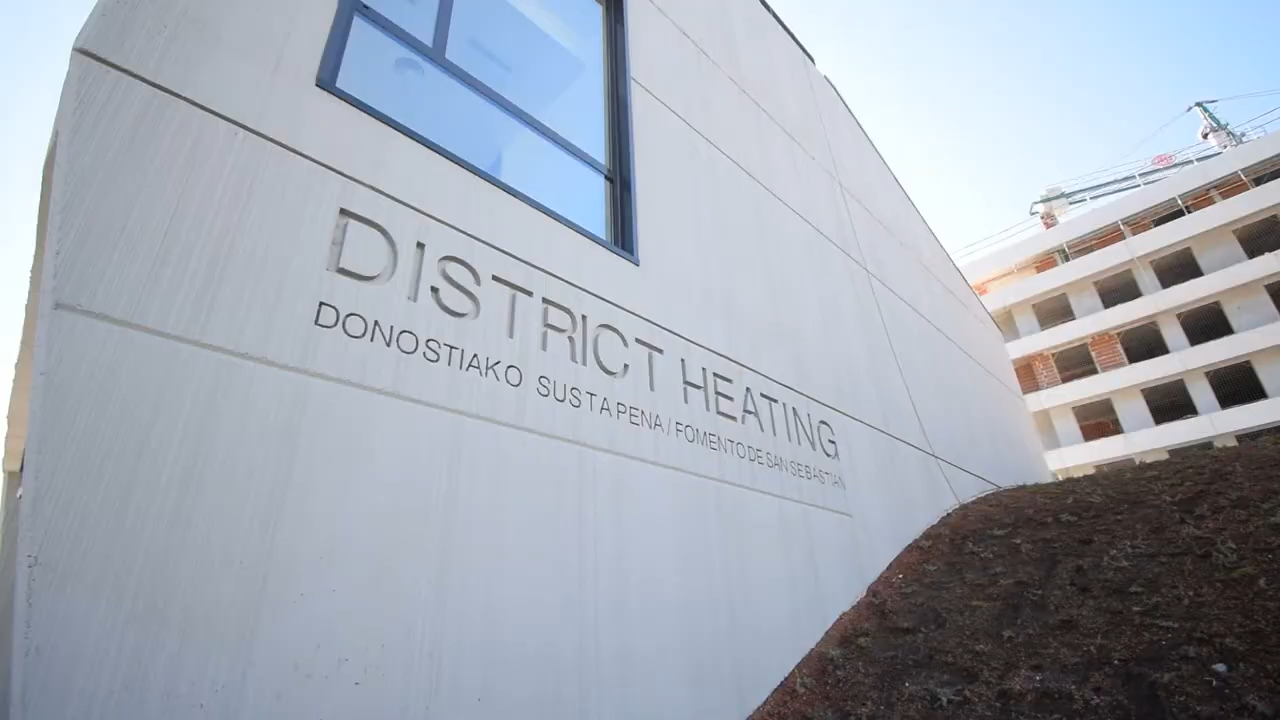 DISTRICT HEATING
DONOSTIAKO SUSTAPENA / FOMENTO DE SAN SEBASTIAN